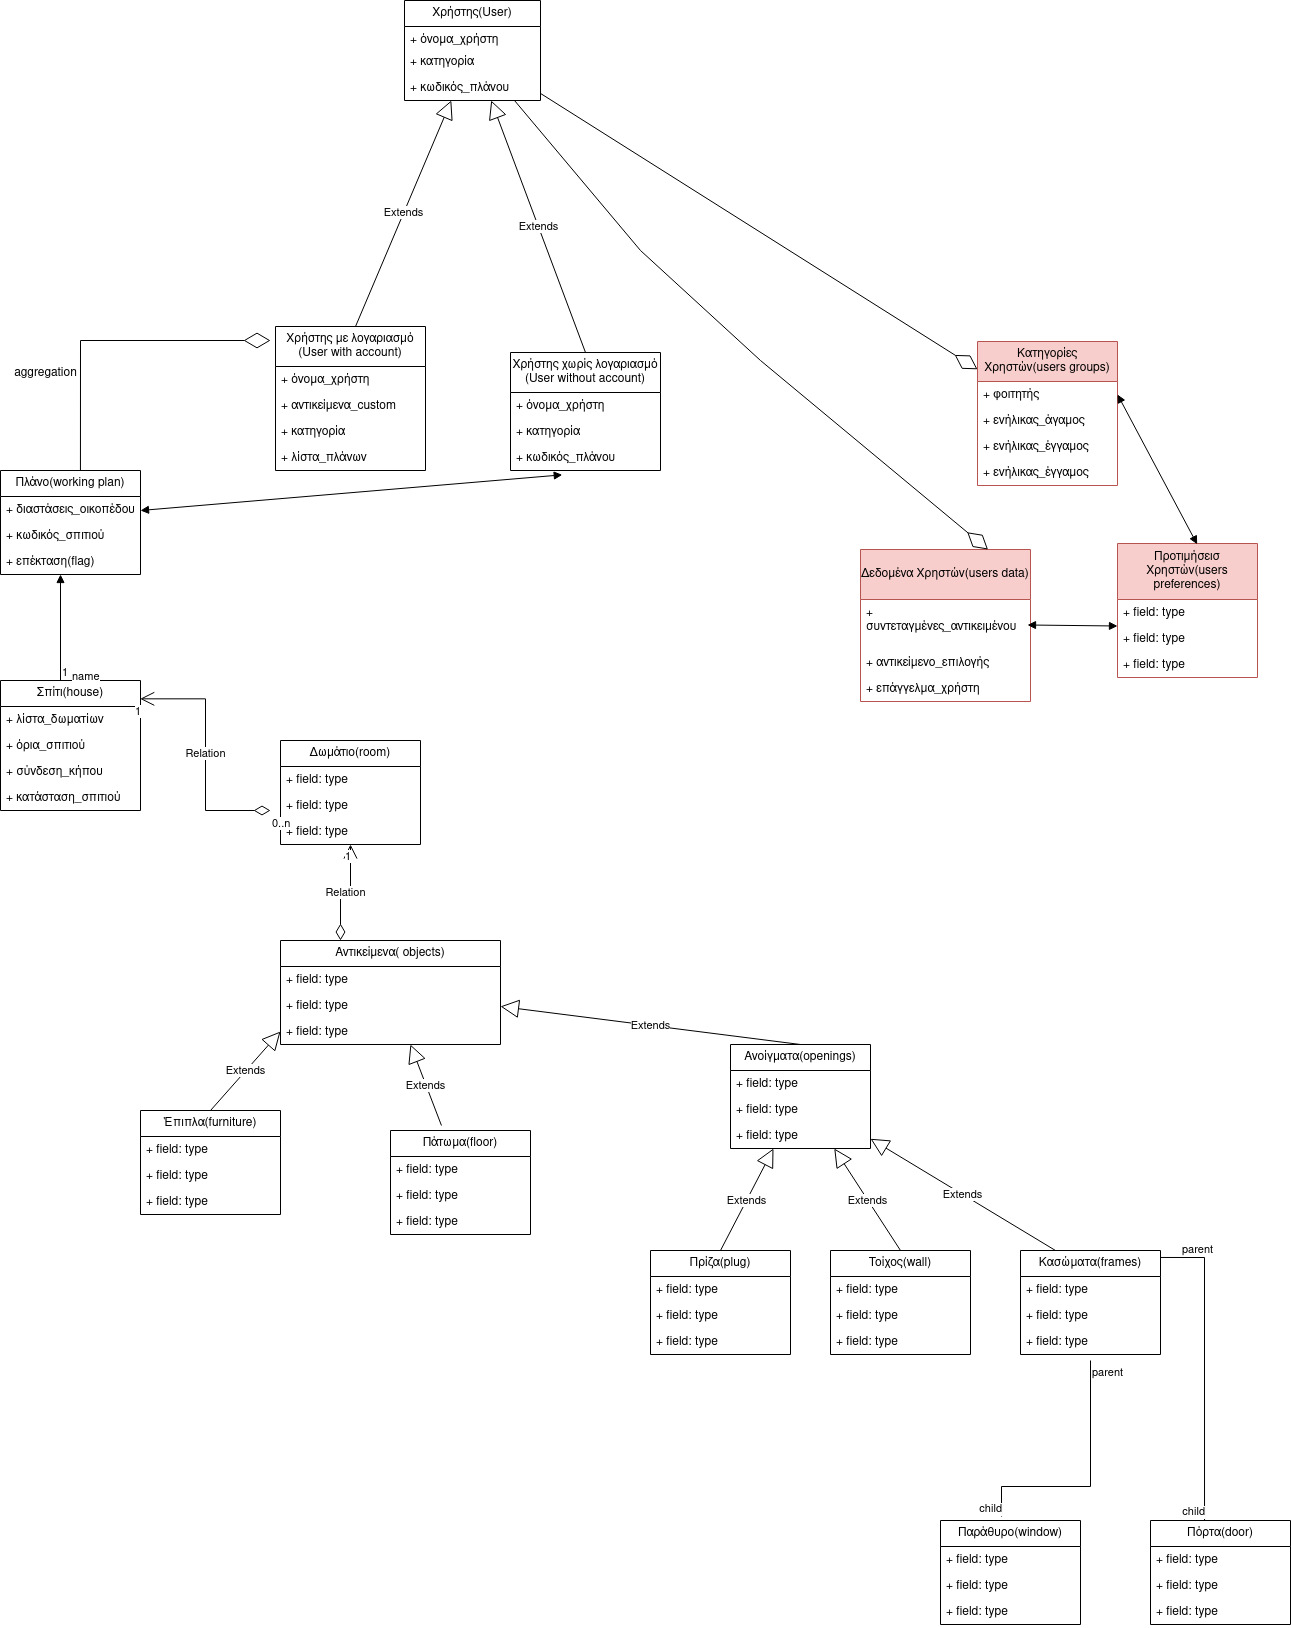 Χρήστης(User)
+ όνομα_χρήστη
+ κατηγορία
+ κωδικός_πλάνου
Extends
Extends
aggregation
Χρήστης με λογαριασμό
(User with account)
+ όνομα_χρήστη
+ αντικείμενα_custom
+ κατηγορία
+ λίστα_πλάνων
Χρήστης χωρίς λογαριασμό
(User without account)
+ όνομα_χρήστη
+ κατηγορία
+ κωδικός_πλάνου
Κατηγορίες
Χρηστών(users groups)
+ φοιτητής
+ ενήλικας_άγαμος
+ ενήλικας_έγγαμος
+ ενήλικας_έγγαμος
Πλάνο(working plan)
+ διαστάσεις_οικοπέδου
+ κωδικός_σπιτιού
+ επέκταση(flag)
Δεδομένα Χρηστών(users data)
+
συντεταγμένες_αντικειμένου
+ αντικείμενο_επιλογής
+ επάγγελμα_χρήστη
Προτιμήσεισ
Χρηστών(users
preferences)
+ field: type
+ field: type
+ field: type
1
name
Σπίτι(house)
1
+ λίστα_δωματίων
+ όρια_σπιτιού
+ σύνδεση_κήπου
+ κατάσταση_σπιτιού
Relation
0..n
Δωμάτιο(room)
+ field: type
+ field: type
+ field: type
1
Relation
Αντικείμενα( objects)
+ field: type
+ field: type
+ field: type
Extends
Extends
Extends
Έπιπλα(furniture)
+ field: type
+ field: type
+ field: type
Πάτωμα(floor)
+ field: type
+ field: type
+ field: type
Ανοίγματα(openings)
+ field: type
+ field: type
+ field: type
Extends
Extends
Extends
Πρίζα(plug)
+ field: type
+ field: type
+ field: type
Τοίχος(wall)
+ field: type
+ field: type
+ field: type
Κασώματα(frames)
+ field: type
+ field: type
+ field: type
parent
parent
child
child
Παράθυρο(window)
+ field: type
+ field: type
+ field: type
Πόρτα(door)
+ field: type
+ field: type
+ field: type